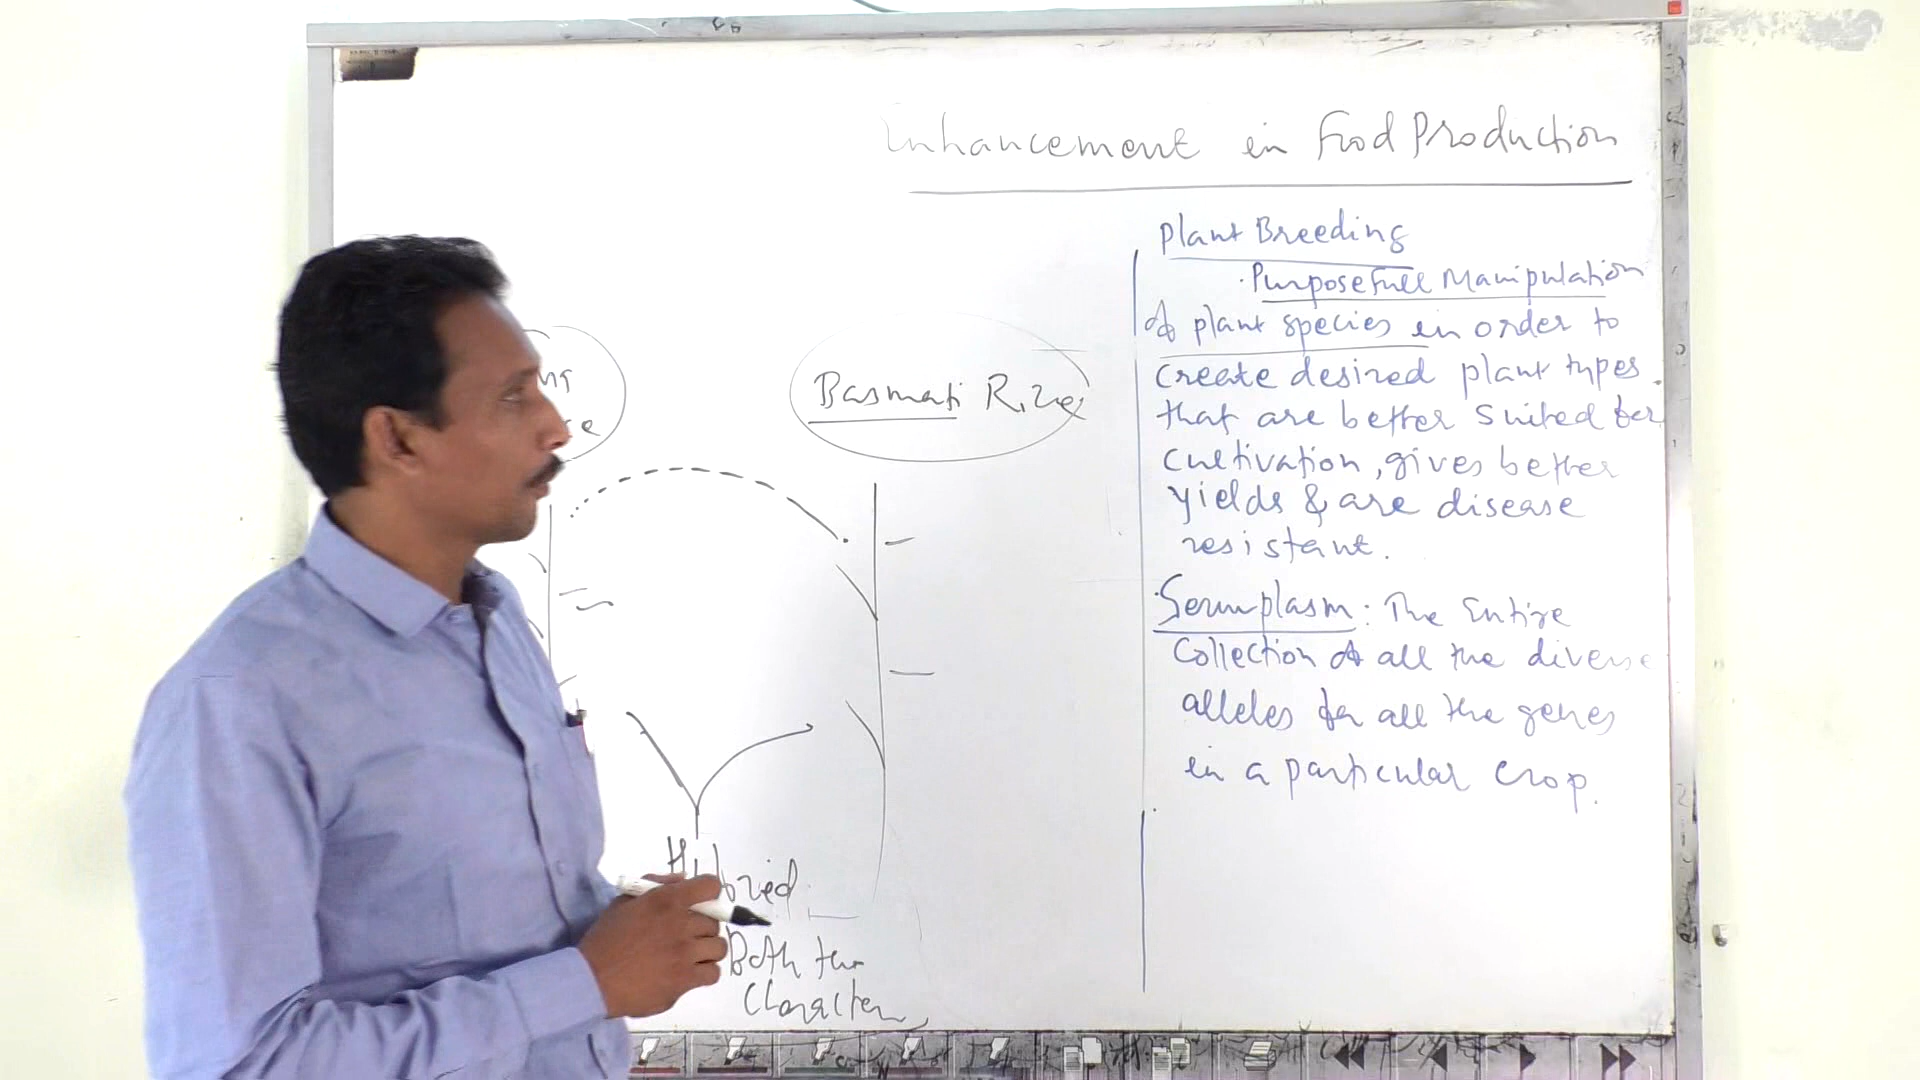 Enhancement in Food Production
Plant Breeding
. Purposefull Manipulation
of plant species in order to
create desired plant types.
that are better suited for
cultivation, gives better
yields & are disease
resistant.
Germplasm: The Entire
Collection of all the diverse
alleles for all the genes
in a particular crop.
Basmati Rice
Hybrid
Both the
Character